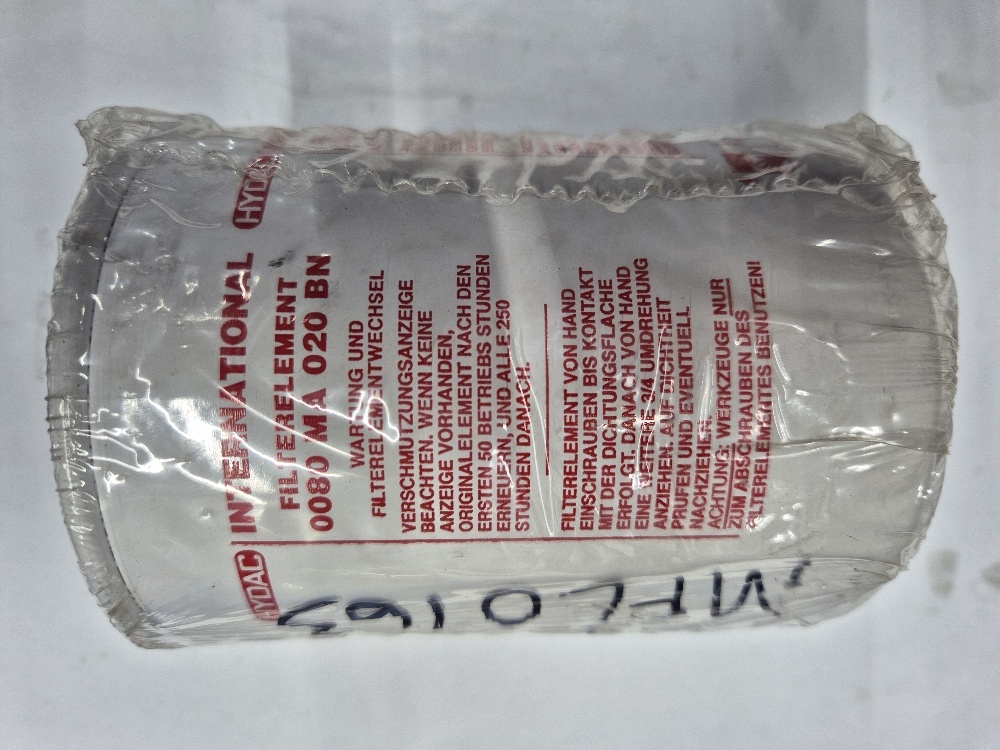 HYDAC INTERNATIONAL HYDAC
FILTERELEMENT
0080 MA 020 BN
WARTUNG UND
FILTERELEMENTWECHSEL
VERSCHMUTZUNGSANZEIGE
BEACHTEN. WENN KEINE
ANZEIGE VORHANDEN,
ORIGINALELEMENT NACH DEN
ERSTEN 50 BETRIEBS STUNDEN
ERNEUERN, UND ALLE 250
STUNDEN DANACH.
FILTERELEMENT VON HAND
EINSCHRAUBEN BIS KONTAKT
MIT DER DICHTUNGSFLACHE
ERFOLGT. DANACH VON HAND
EINE WEITERE 3/4 UMDREHUNG
ANZIEHEN. AUF DICHTHEIT
PRUFEN UND EVENTUELL
NACHZIEHEN.
ACHTUNG: WERKZEUGE NUR
ZUM ABSCHRAUBEN DES
FILTERELEMENTES BENUTZEN!